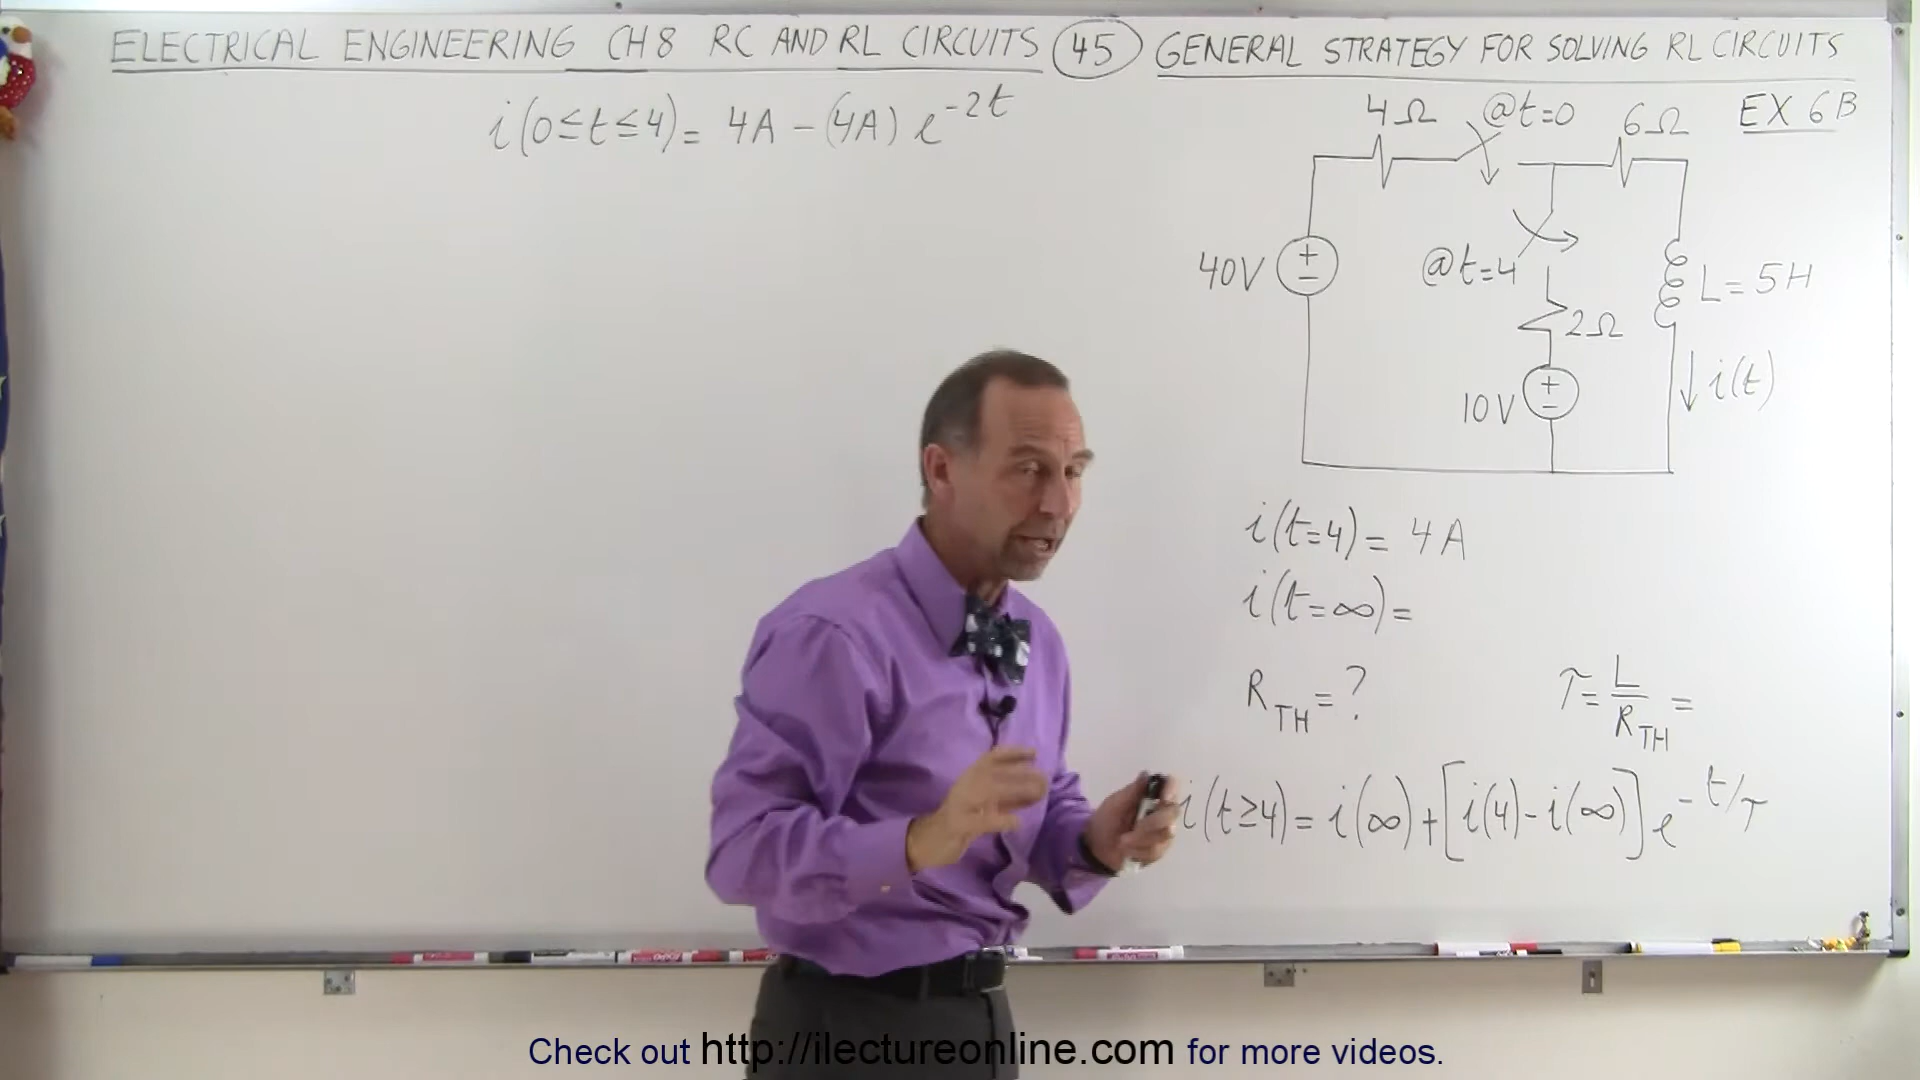 ELECTRICAL ENGINEERING CH 8 RC AND RL CIRCUITS 45 GENERAL STRATEGY FOR SOLVING RL CIRCUITS
i(0≤t≤4) = 4A - (4A) e^-2t
EX 6B
4Ω @t=0 6Ω
40V @t=4 L=5H
2Ω
10V i(t)
i(t=4) = 4A
i(t=∞) =
R_TH = ? τ = L/R_TH =
i(t≥4) = i(∞) + [i(4) - i(∞)] e^-t/τ
Check out http://ilectureonline.com for more videos.